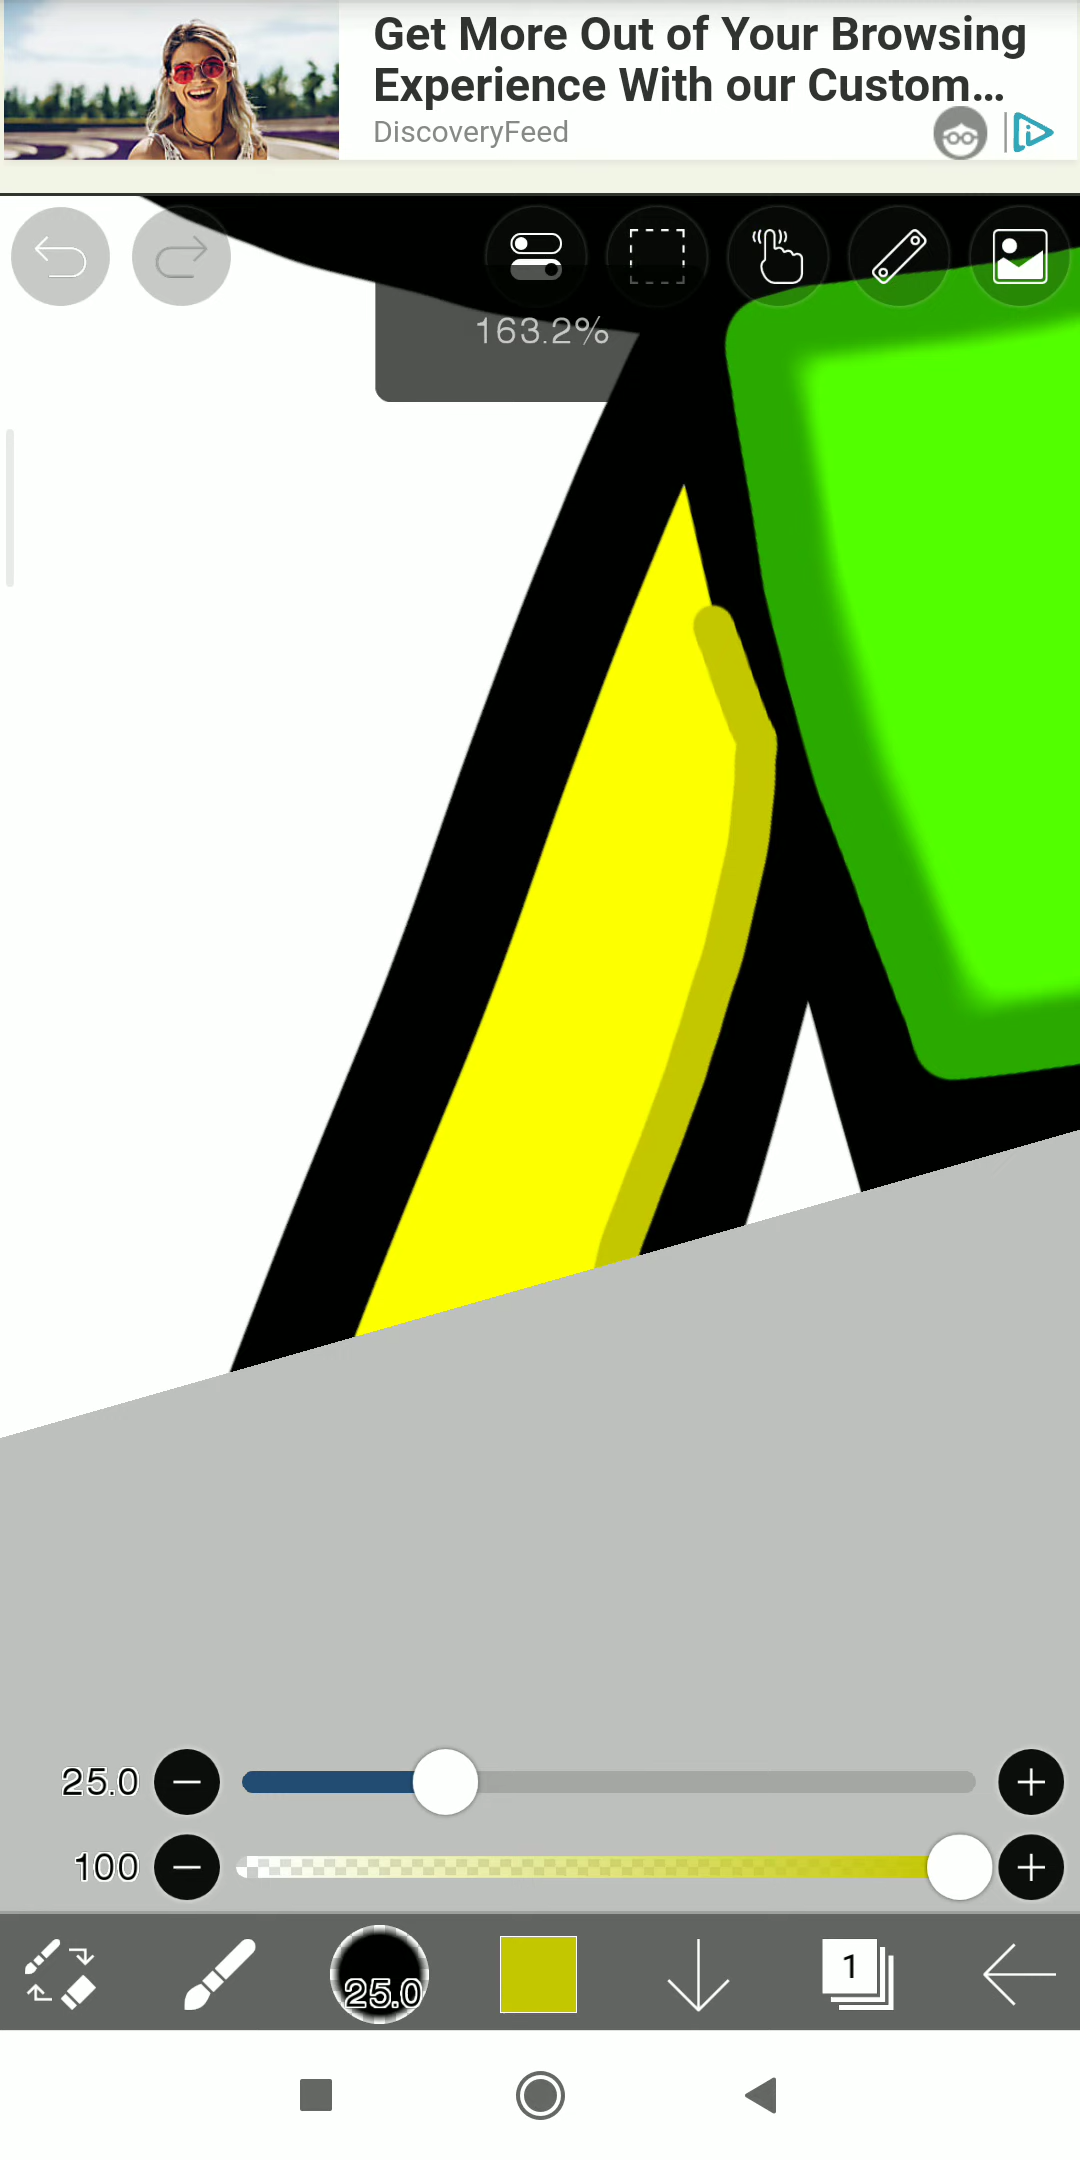 Get More Out of Your Browsing
Experience With our Custom...
DiscoveryFeed
163.2%
25.0
100
25.0
1